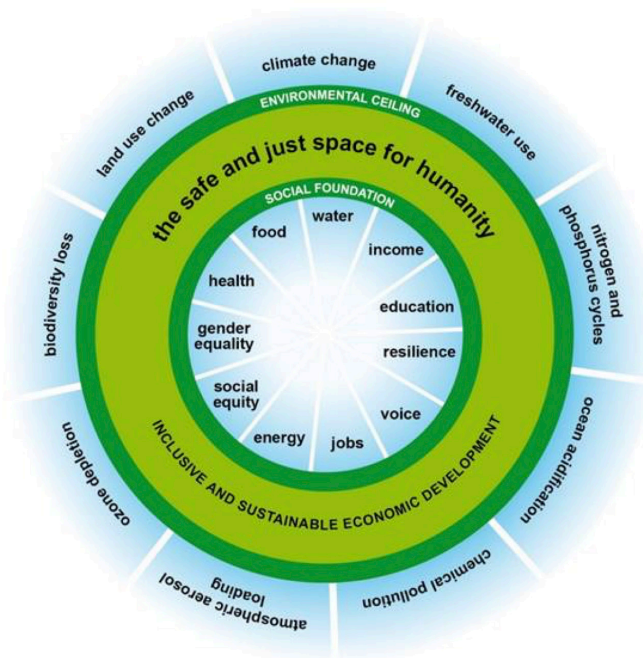 climate change
freshwater use
nitrogen and
phosphorus cycles
ocean acidification
chemical pollution
atmospheric aerosol
loading
ozone depletion
biodiversity loss
land use change
ENVIRONMENTAL CEILING
the safe and just space for humanity
SOCIAL FOUNDATION
water
income
education
resilience
voice
jobs
energy
social
equity
gender
equality
health
food
INCLUSIVE AND SUSTAINABLE ECONOMIC DEVELOPMENT